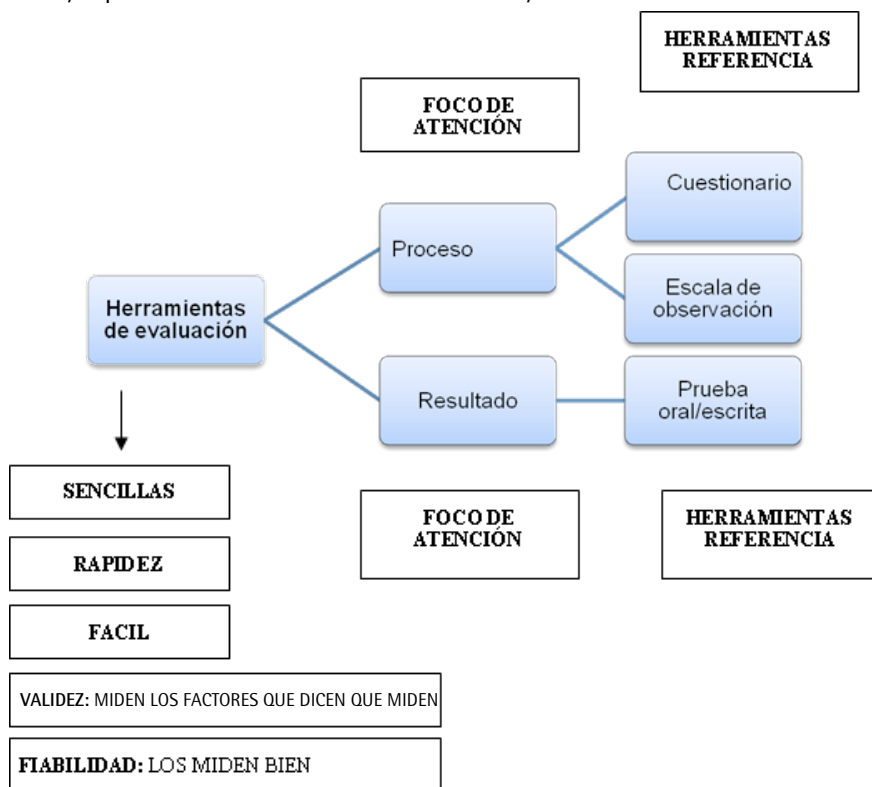 HERRAMIENTAS
REFERENCIA
FOCO DE
ATENCIÓN
Cuestionario
Proceso
Escala de
observación
Herramientas
de evaluación
Resultado
Prueba
oral/escrita
SENCILLAS
FOCO DE
ATENCIÓN
HERRAMIENTAS
REFERENCIA
RAPIDEZ
FACIL
VALIDEZ: MIDEN LOS FACTORES QUE DICEN QUE MIDEN
FIABILIDAD: LOS MIDEN BIEN